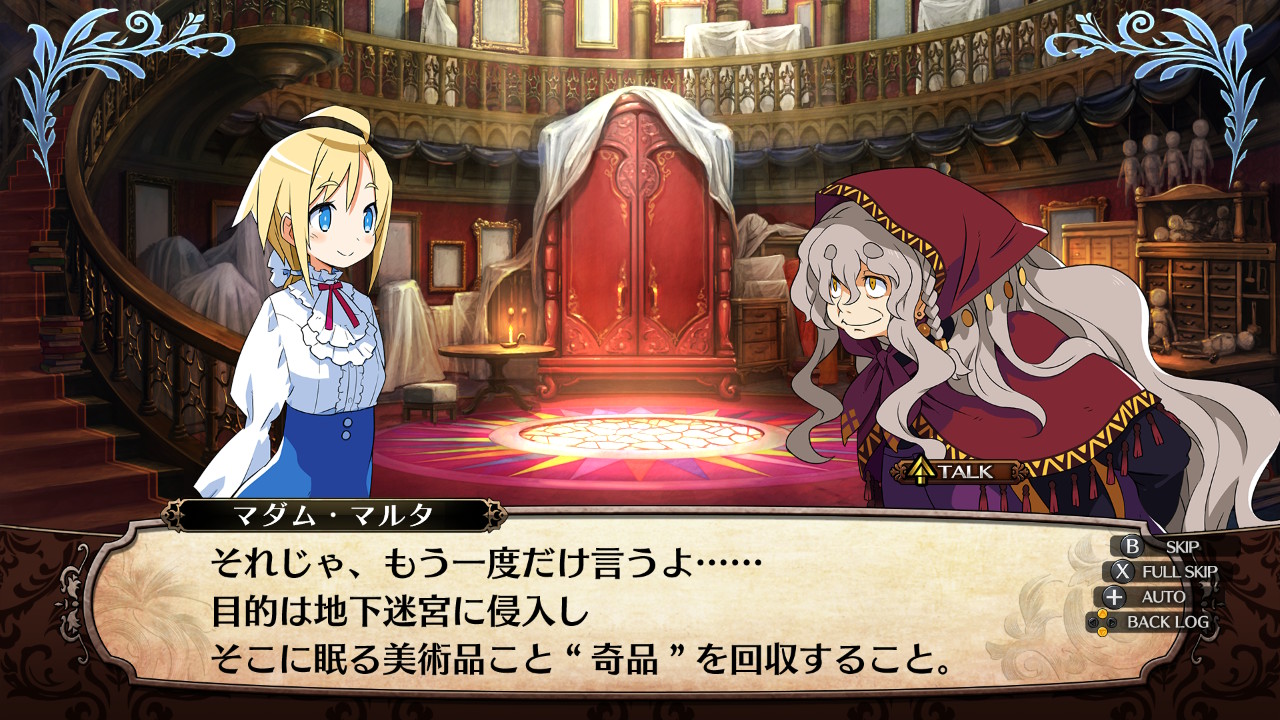 TALK
マダム・マルタ
それじゃ、もう一度だけ言うよ……
目的は地下迷宮に侵入し
そこに眠る美術品こと“奇品”を回収すること。
B SKIP
X FULL SKIP
+ AUTO
BACK LOG